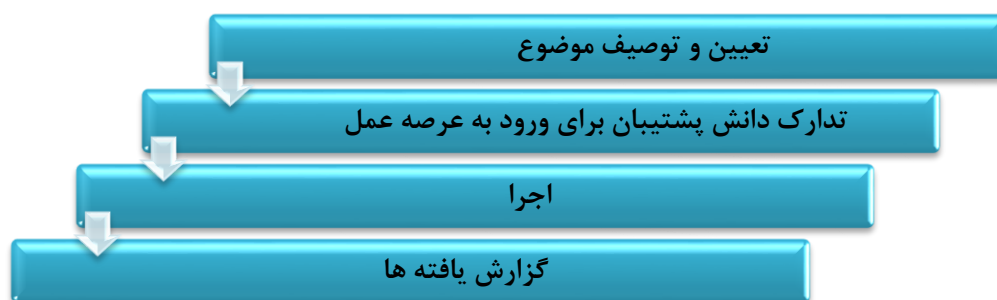 تعیین و توصیف موضوع
تدارک دانش پشتیبان برای ورود به عرصه عمل
اجرا
گزارش یافته ها